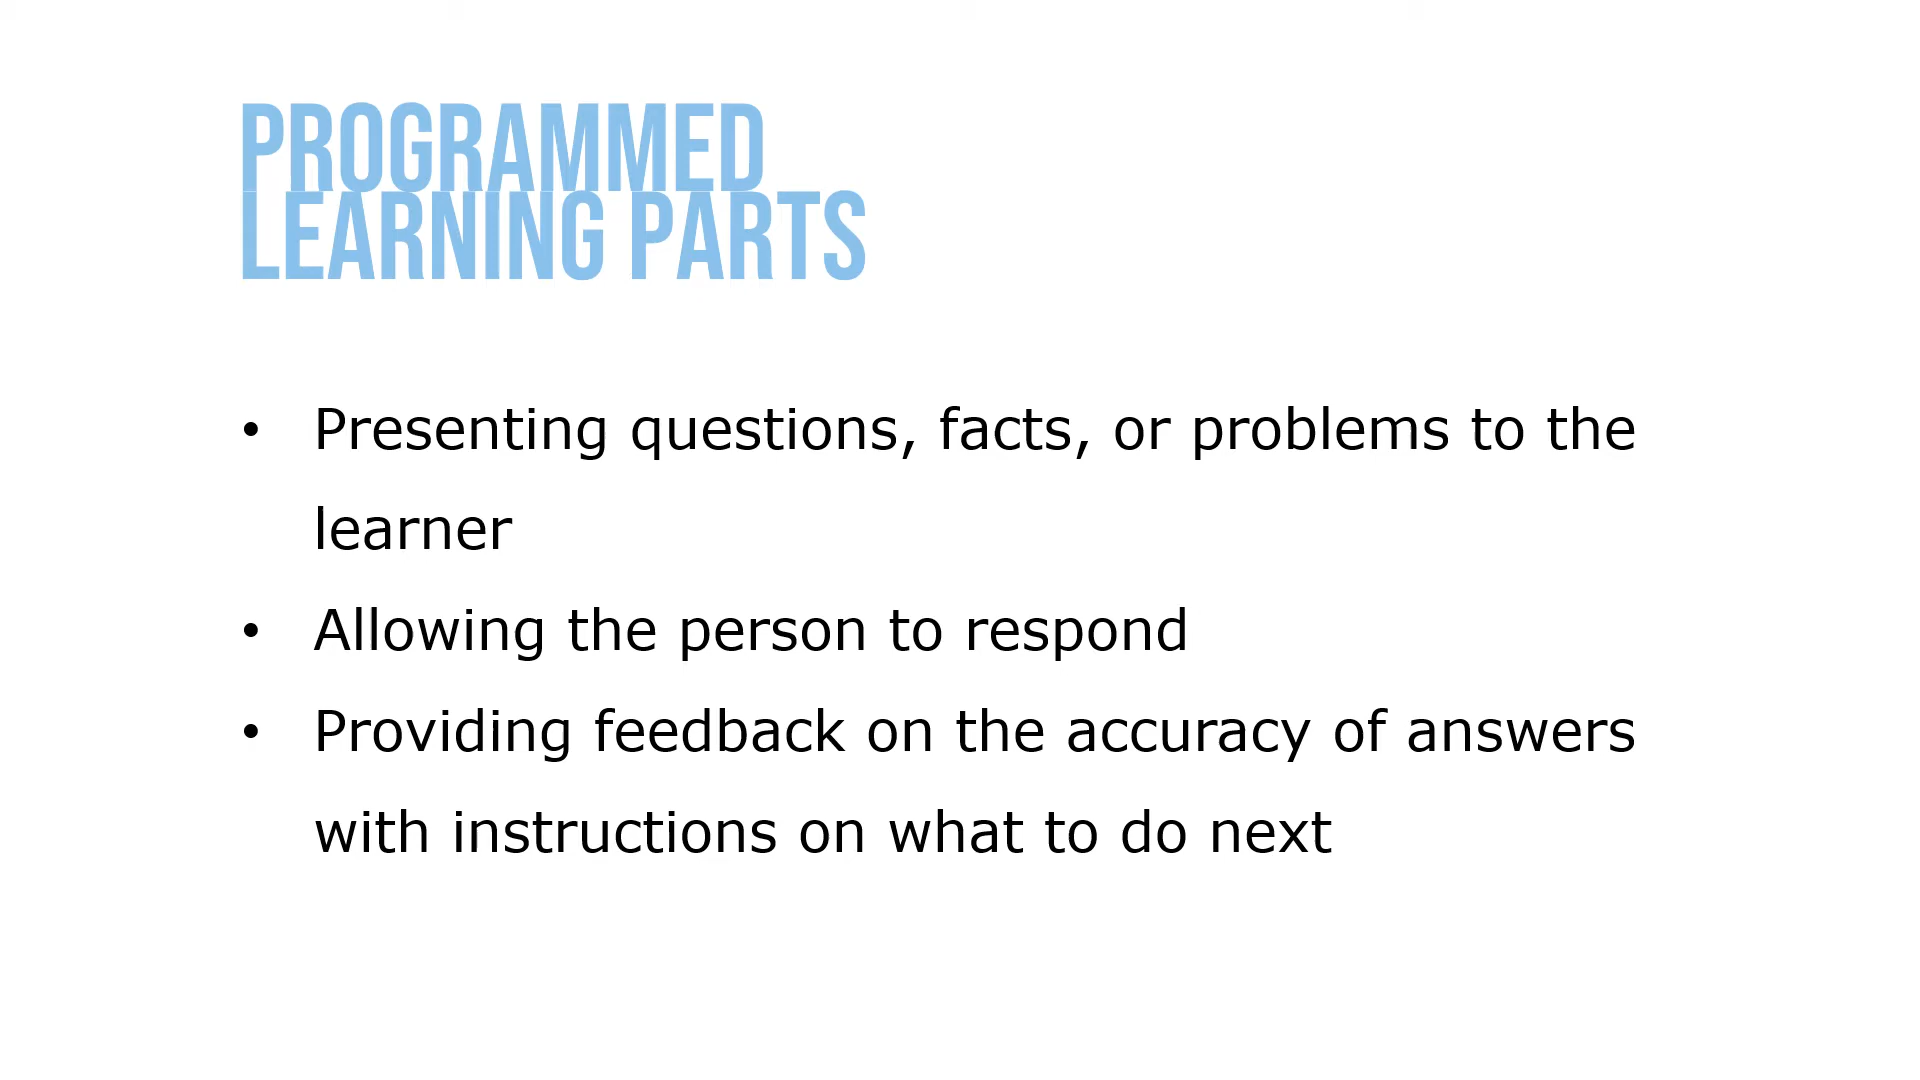 PROGRAMMED
LEARNING PARTS
• Presenting questions, facts, or problems to the
learner
• Allowing the person to respond
• Providing feedback on the accuracy of answers
with instructions on what to do next